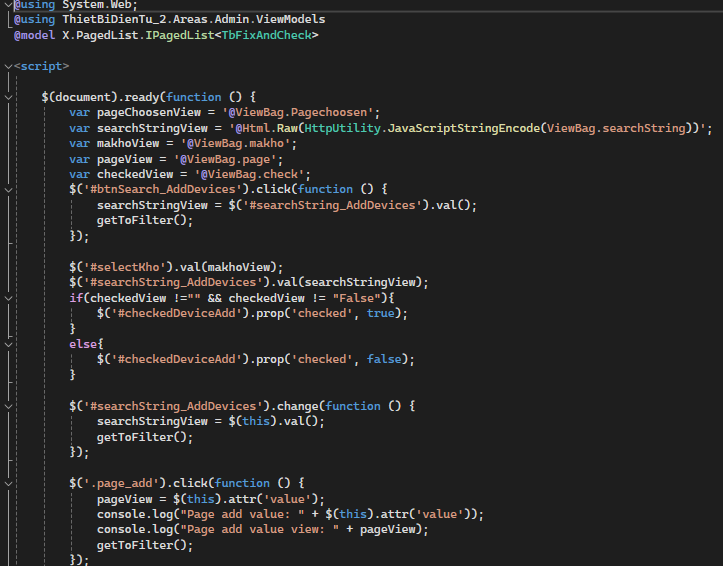 @using System.Web;
@using ThietBiDienTu_2.Areas.Admin.ViewModels
@model X.PagedList.IPagedList<TbFixAndCheck>
<script>
$(document).ready(function () {
var pageChoosenView = '@ViewBag.Pagechoosen';
var searchStringView = '@Html.Raw(HttpUtility.JavaScriptStringEncode(ViewBag.searchString))';
var makhoView = '@ViewBag.makho';
var pageView = '@ViewBag.page';
var checkedView = '@ViewBag.check';
$('#btnSearch_AddDevices').click(function () {
searchStringView = $('#searchString_AddDevices').val();
getToFilter();
});
$('#selectKho').val(makhoView);
$('#searchString_AddDevices').val(searchStringView);
if(checkedView !="" && checkedView != "False"){
$('#checkedDeviceAdd').prop('checked', true);
}
else{
$('#checkedDeviceAdd').prop('checked', false);
}
$('#searchString_AddDevices').change(function () {
searchStringView = $(this).val();
getToFilter();
});
$('.page_add').click(function () {
pageView = $(this).attr('value');
console.log("Page add value: " + $(this).attr('value'));
console.log("Page add value view: " + pageView);
getToFilter();
});